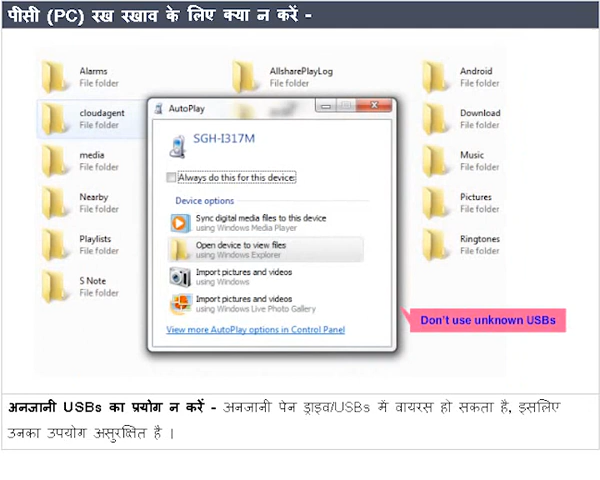 पीसी (PC) रख रखाव के लिए क्या न करें -
Alarms
File folder
AllsharePlayLog
File folder
Android
File folder
cloudagent
File folder
Download
File folder
media
File folder
Music
File folder
Nearby
File folder
Pictures
File folder
Playlists
File folder
Ringtones
File folder
S Note
File folder
AutoPlay
SGH-I317M
Always do this for this device:
Device options
Sync digital media files to this device
using Windows Media Player
Open device to view files
using Windows Explorer
Import pictures and videos
using Windows
Import pictures and videos
using Windows Live Photo Gallery
View more AutoPlay options in Control Panel
Don't use unknown USBs
अनजानी USBs का प्रयोग न करें - अनजानी पेन ड्राइव/USBs में वायरस हो सकता है, इसलिए
उनका उपयोग असुरक्षित है ।